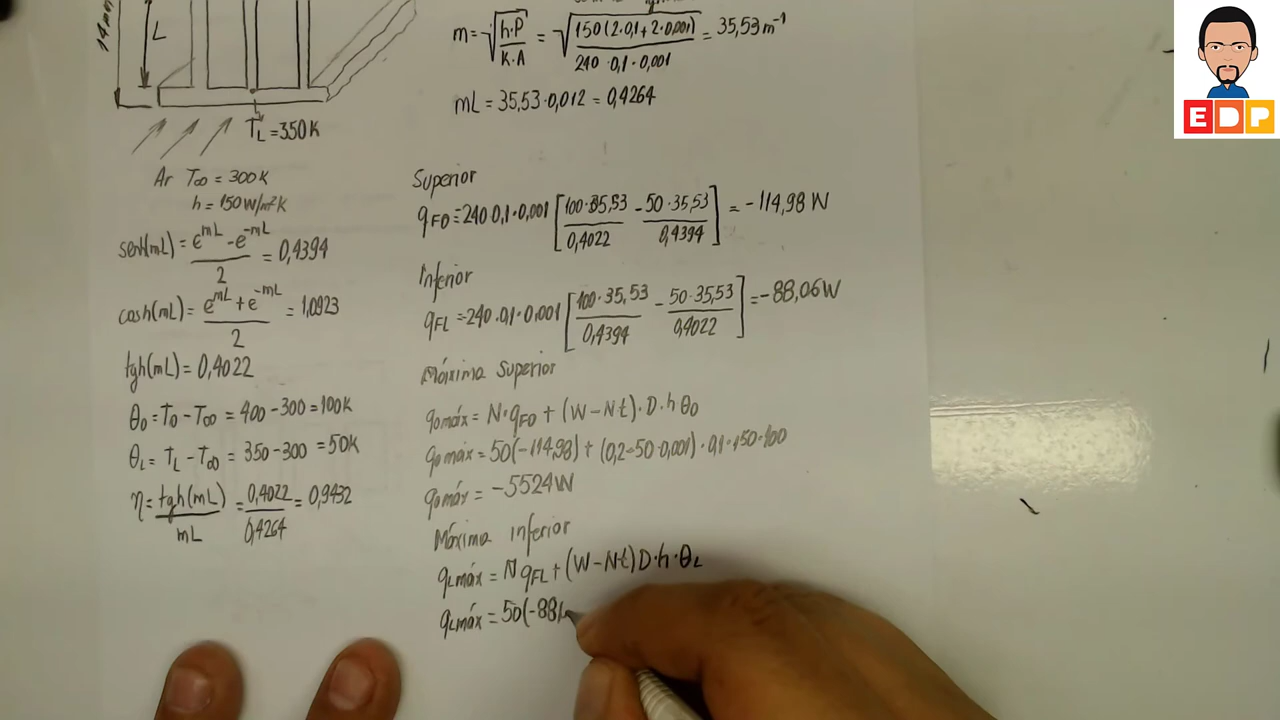 14mm
L
T_L = 350K
Ar T∞ = 300K
h = 150 W/m²K
senh(mL) = (e^mL - e^-mL)/2 = 0,4394
cosh(mL) = (e^mL + e^-mL)/2 = 1,0923
tgh(mL) = 0,4022
θ0 = T0 - T∞ = 400 - 300 = 100K
θL = TL - T∞ = 350 - 300 = 50K
η = tgh(mL)/mL = 0,4022/0,4264 = 0,9432
m = √(h·P/K·A) = √(150(2·0,1+2·0,001)/240·0,1·0,001) = 35,53 m⁻¹
mL = 35,53·0,012 = 0,4264
Superior
qF0 = 240·0,1·0,001 [100·35,53/0,4022 - 50·35,53/0,4394] = -114,98 W
Inferior
qFL = 240·0,1·0,001 [100·35,53/0,4394 - 50·35,53/0,4022] = -88,06W
Máxima Superior
q0máx = N·qF0 + (W-Nt)·D·h·θ0
q0máx = 50(-114,98) + (0,2-50·0,001)·0,1·150·100
q0máx = -5524W
Máxima inferior
qLmáx = N qFL + (W-Nt)D·h·θL
qLmáx = 50(-88,
EDP